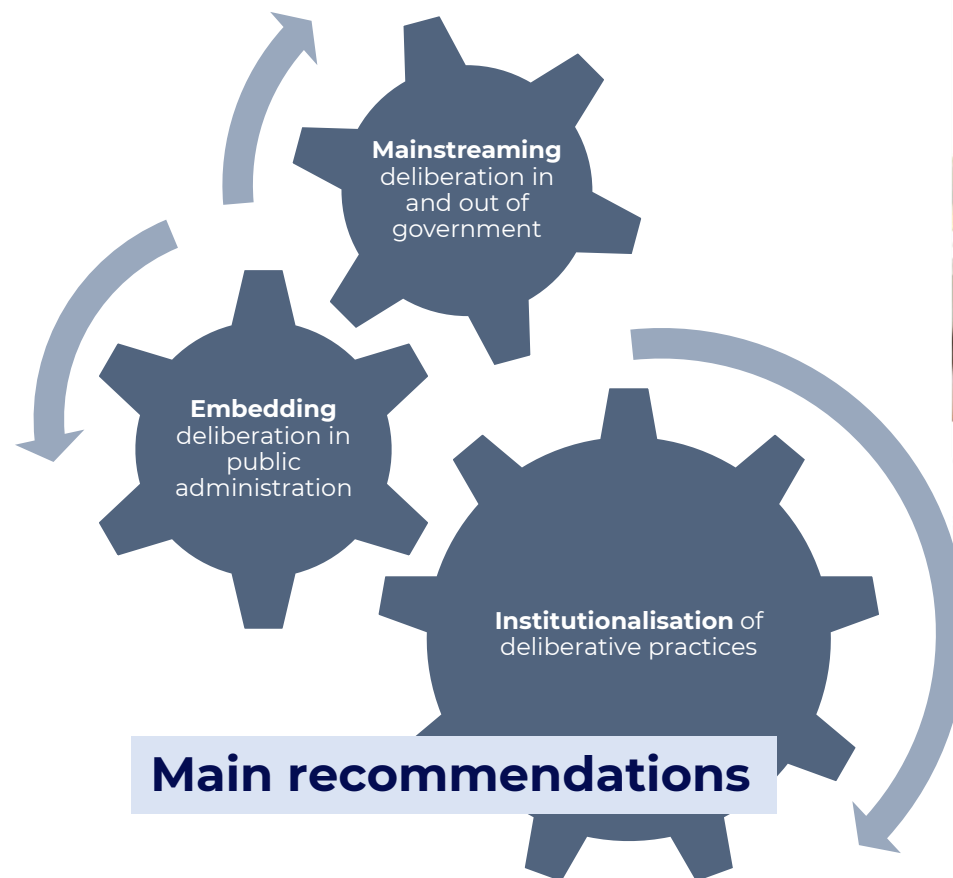 Mainstreaming
deliberation in
and out of
government
Embedding
deliberation in
public
administration
Institutionalisation of
deliberative practices
Main recommendations